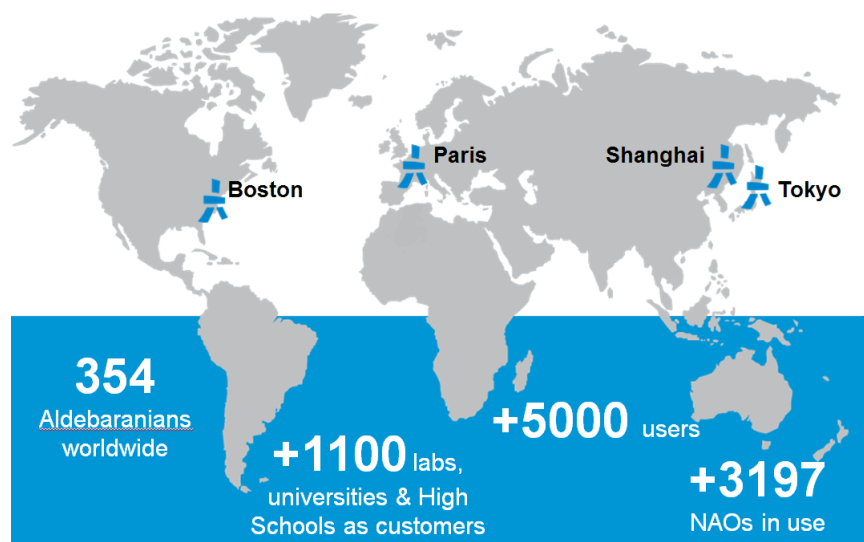 Paris
Shanghai
Boston
Tokyo
354
Aldebaranians
worldwide
+1100 labs,
universities & High
Schools as customers
+5000 users
+3197
NAOs in use